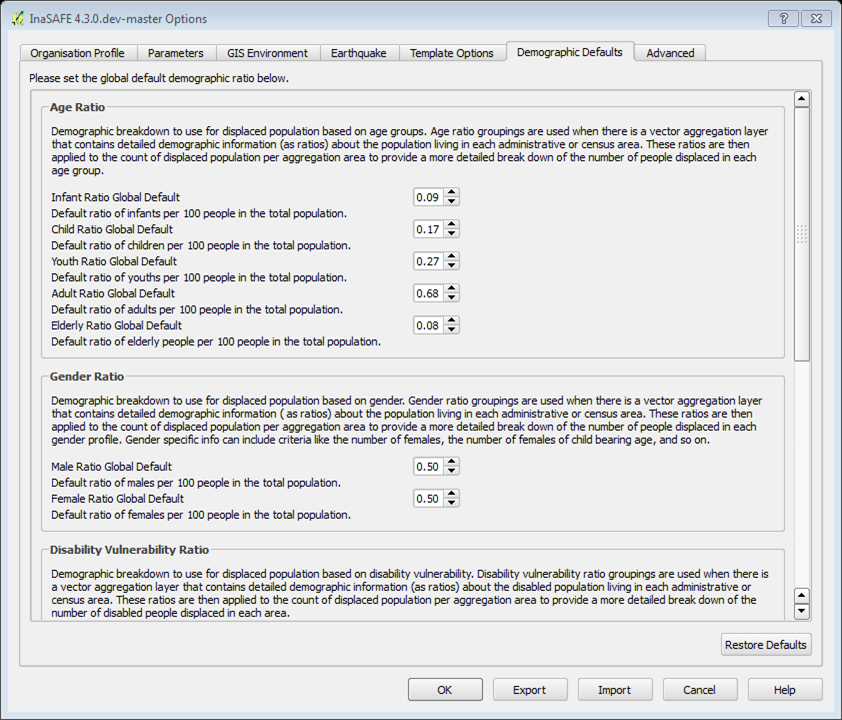 InaSAFE 4.3.0.dev-master Options
Organisation Profile Parameters GIS Environment Earthquake Template Options Demographic Defaults Advanced
Please set the global default demographic ratio below.
Age Ratio
Demographic breakdown to use for displaced population based on age groups. Age ratio groupings are used when there is a vector aggregation layer
that contains detailed demographic information (as ratios) about the population living in each administrative or census area. These ratios are then
applied to the count of displaced population per aggregation area to provide a more detailed break down of the number of people displaced in each
age group.
Infant Ratio Global Default 0.09
Default ratio of infants per 100 people in the total population.
Child Ratio Global Default 0.17
Default ratio of children per 100 people in the total population.
Youth Ratio Global Default 0.27
Default ratio of youths per 100 people in the total population.
Adult Ratio Global Default 0.68
Default ratio of adults per 100 people in the total population.
Elderly Ratio Global Default 0.08
Default ratio of elderly people per 100 people in the total population.
Gender Ratio
Demographic breakdown to use for displaced population based on gender. Gender ratio groupings are used when there is a vector aggregation layer
that contains detailed demographic information ( as ratios) about the population living in each administrative or census area. These ratios are then
applied to the count of displaced population per aggregation area to provide a more detailed break down of the number of people displaced in each
gender profile. Gender specific info can include criteria like the number of females, the number of females of child bearing age, and so on.
Male Ratio Global Default 0.50
Default ratio of males per 100 people in the total population.
Female Ratio Global Default 0.50
Default ratio of females per 100 people in the total population.
Disability Vulnerability Ratio
Demographic breakdown to use for displaced population based on disability vulnerability. Disability vulnerability ratio groupings are used when there is
a vector aggregation layer that contains detailed demographic information (as ratios) about the disabled population living in each administrative or
census area. These ratios are then applied to the count of displaced population per aggregation area to provide a more detailed break down of the
number of disabled people displaced in each area.
Restore Defaults
OK Export Import Cancel Help